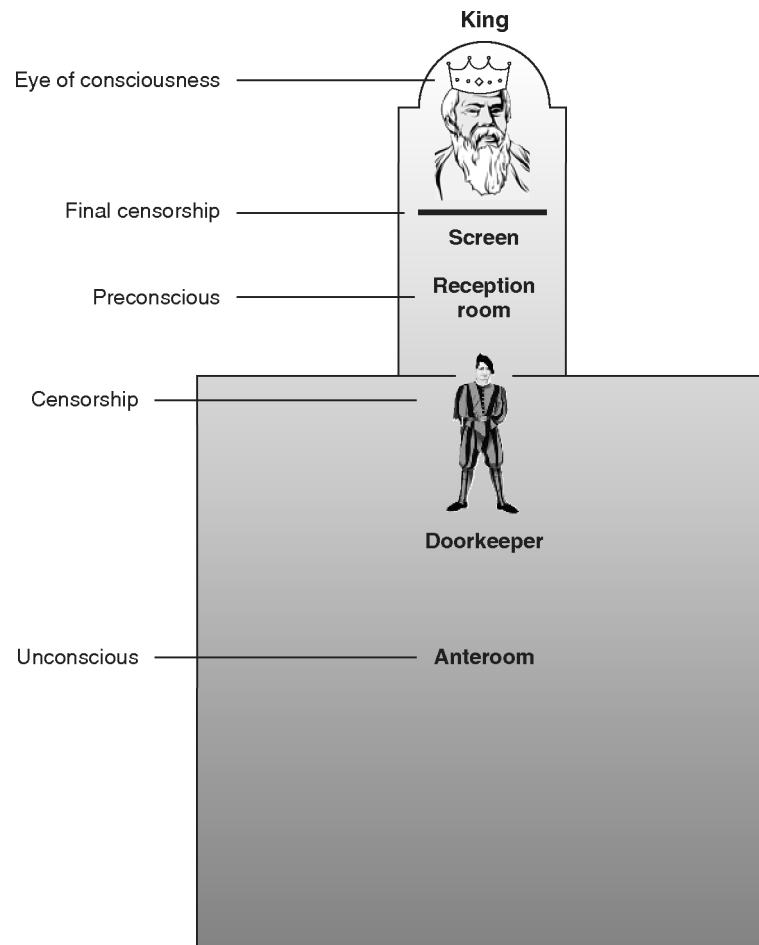 King
Eye of consciousness
Final censorship
Screen
Preconscious
Reception
room
Censorship
Doorkeeper
Unconscious
Anteroom